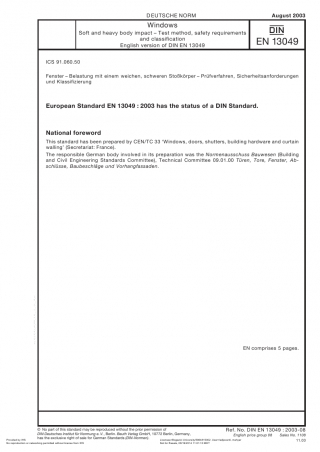 DEUTSCHE NORM
August 2003
Windows
Soft and heavy body impact – Test method, safety requirements
and classification
English version of DIN EN 13049
DIN
EN 13049
ICS 91.060.50
Fenster – Belastung mit einem weichen, schweren Stoßkörper – Prüfverfahren, Sicherheitsanforderungen
und Klassifizierung
European Standard EN 13049 : 2003 has the status of a DIN Standard.
National foreword
This standard has been prepared by CEN/TC 33 ‘Windows, doors, shutters, building hardware and curtain
walling’ (Secretariat: France).
The responsible German body involved in its preparation was the Normenausschuss Bauwesen (Building
and Civil Engineering Standards Committee), Technical Committee 09.01.00 Türen, Tore, Fenster, Ab-
schlüsse, Baubeschläge und Vorhangfassaden.
EN comprises 5 pages.
© No part of this standard may be reproduced without the prior permission of
DIN Deutsches Institut für Normung e. V., Berlin. Beuth Verlag GmbH, 10772 Berlin, Germany,
has the exclusive right of sale for German Standards (DIN-Normen).
Ref. No. DIN EN 13049 : 2003-08
English price group 08 Sales No. 1108
11.03